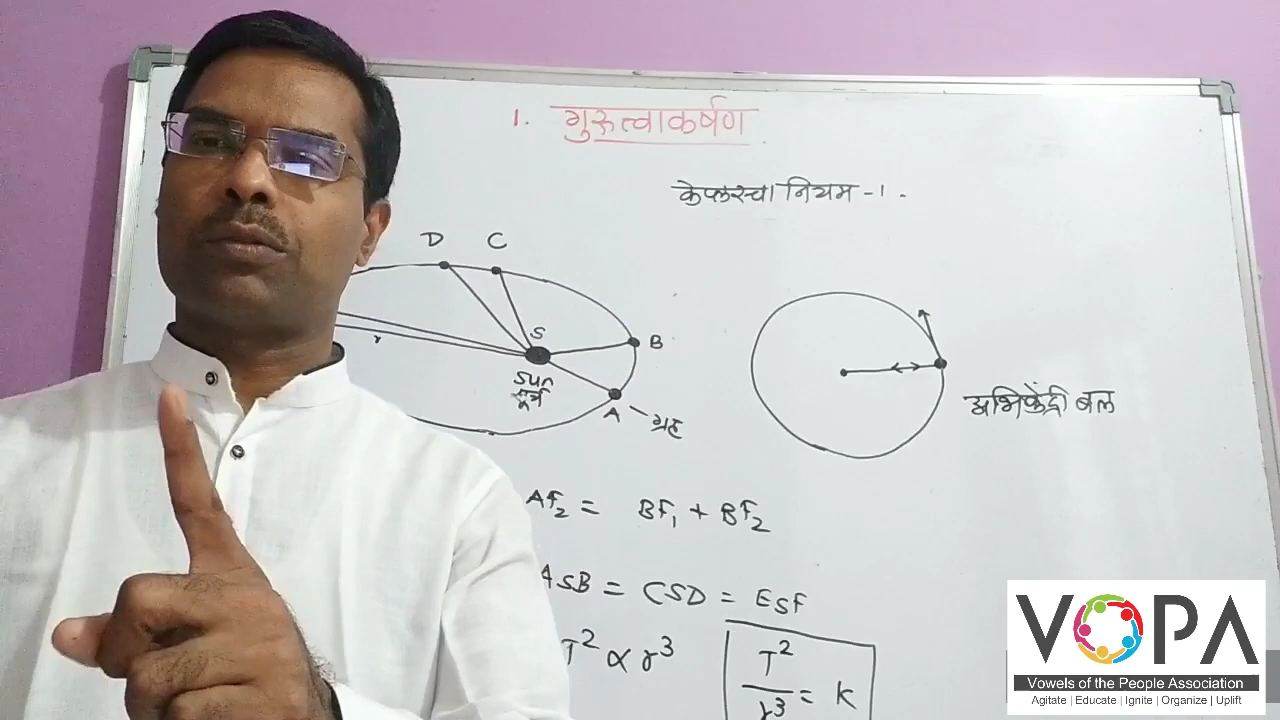 1. गुरुत्वाकर्षण
केप्लरचा नियम -१.
D C
S
B
r
Sun
सूर्य
A - ग्रह
अभिकेंद्री बल
AF₂ = BF₁ + BF₂
ASB = CSD = ESF
T² ∝ r³
T²
r³ = K
VOPA
Vowels of the People Association
Agitate | Educate | Ignite | Organize | Uplift